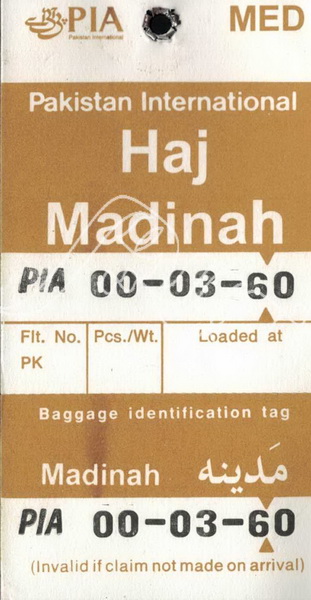 PIA MED
Pakistan International
Pakistan International
Haj
Madinah
PIA 00-03-60
Flt. No. Pcs./Wt. Loaded at
PK
Baggage identification tag
Madinah مَدينه
PIA 00-03-60
(Invalid if claim not made on arrival)